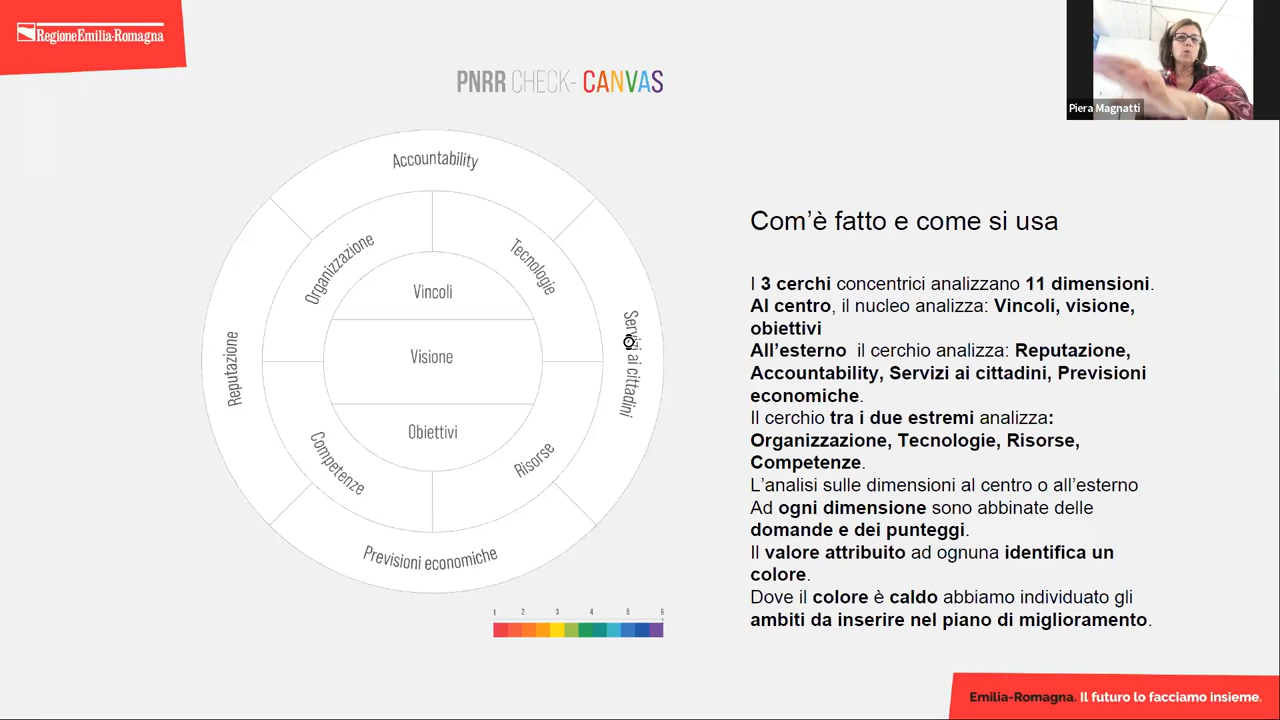 RegioneEmilia-Romagna
PNRR CHECK- CANVAS
Piera Magnatti
Accountability
Organizzazione
Tecnologie
Vincoli
Visione
Obiettivi
Reputazione
Servizi ai cittadini
Competenze
Risorse
Previsioni economiche
1 2 3 4 5 6
Com'è fatto e come si usa
I 3 cerchi concentrici analizzano 11 dimensioni.
Al centro, il nucleo analizza: Vincoli, visione,
obiettivi
All'esterno il cerchio analizza: Reputazione,
Accountability, Servizi ai cittadini, Previsioni
economiche.
Il cerchio tra i due estremi analizza:
Organizzazione, Tecnologie, Risorse,
Competenze.
L'analisi sulle dimensioni al centro o all'esterno
Ad ogni dimensione sono abbinate delle
domande e dei punteggi.
Il valore attribuito ad ognuna identifica un
colore.
Dove il colore è caldo abbiamo individuato gli
ambiti da inserire nel piano di miglioramento.
Emilia-Romagna. Il futuro lo facciamo insieme.